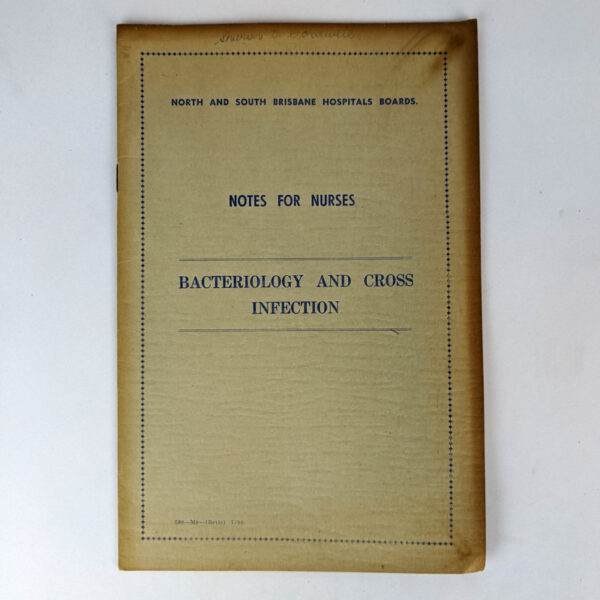 NORTH AND SOUTH BRISBANE HOSPITALS BOARDS.
NOTES FOR NURSES
BACTERIOLOGY AND CROSS
INFECTION